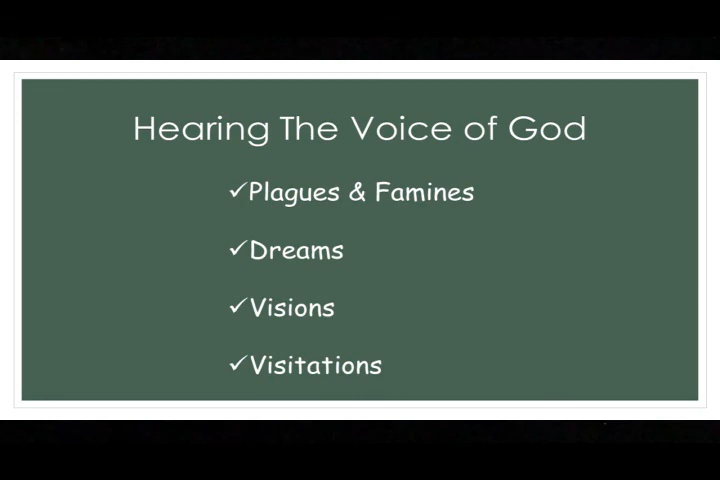 Hearing The Voice of God
✓Plagues & Famines
✓Dreams
✓Visions
✓Visitations